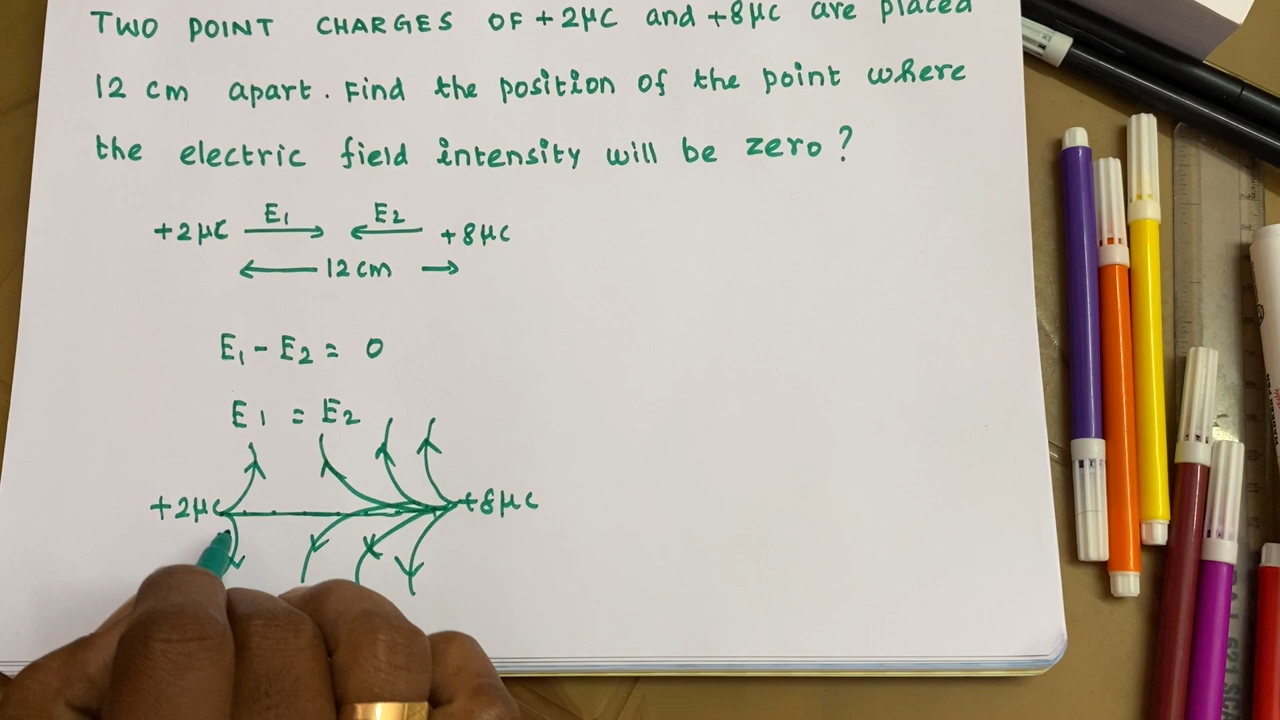 TWO POINT CHARGES OF +2μC and +8μc are placed
12 cm apart. Find the position of the point where
the electric field intensity will be zero?
+2μC E1 E2 +8μC
12 cm
E1 - E2 = 0
E1 = E2
+2μC +8μC